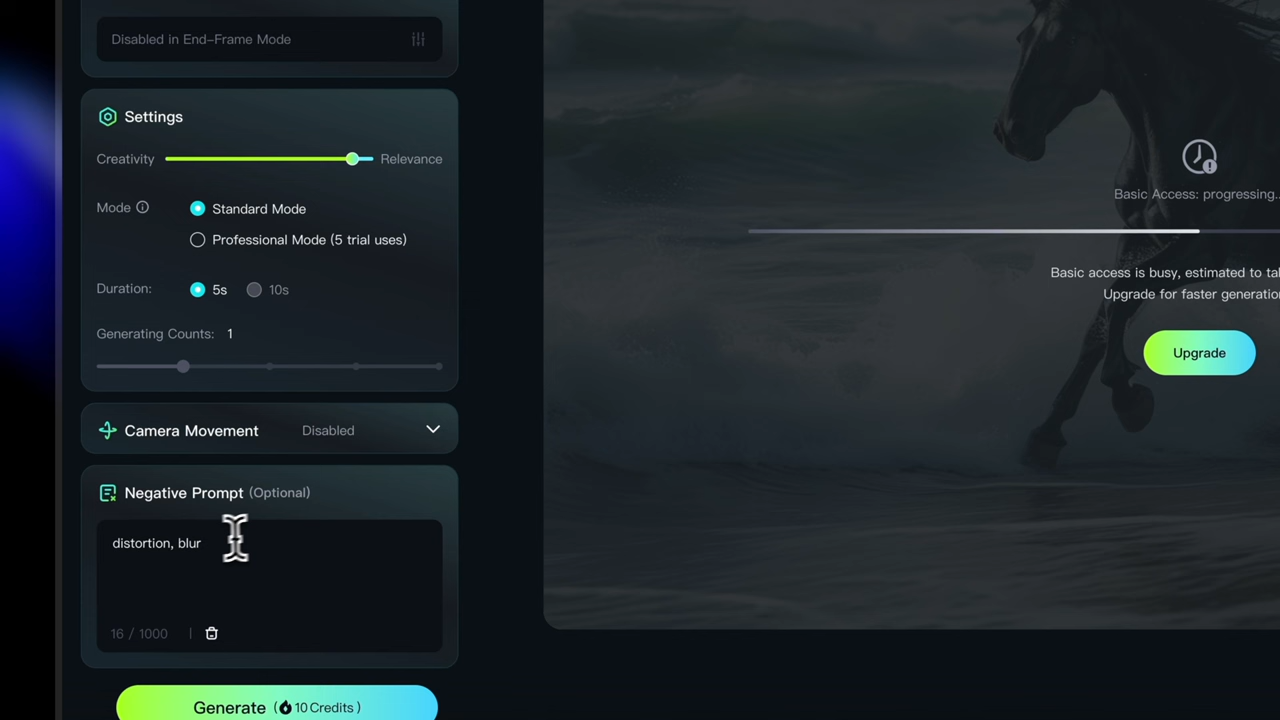 Disabled in End-Frame Mode
Settings
Creativity Relevance
Mode Standard Mode
Professional Mode (5 trial uses)
Duration: 5s 10s
Generating Counts: 1
Camera Movement Disabled
Negative Prompt (Optional)
distortion, blur
16 / 1000 |
Generate ( 10 Credits )
Basic Access: progressing..
Basic access is busy, estimated to
Upgrade for faster
Upgrade